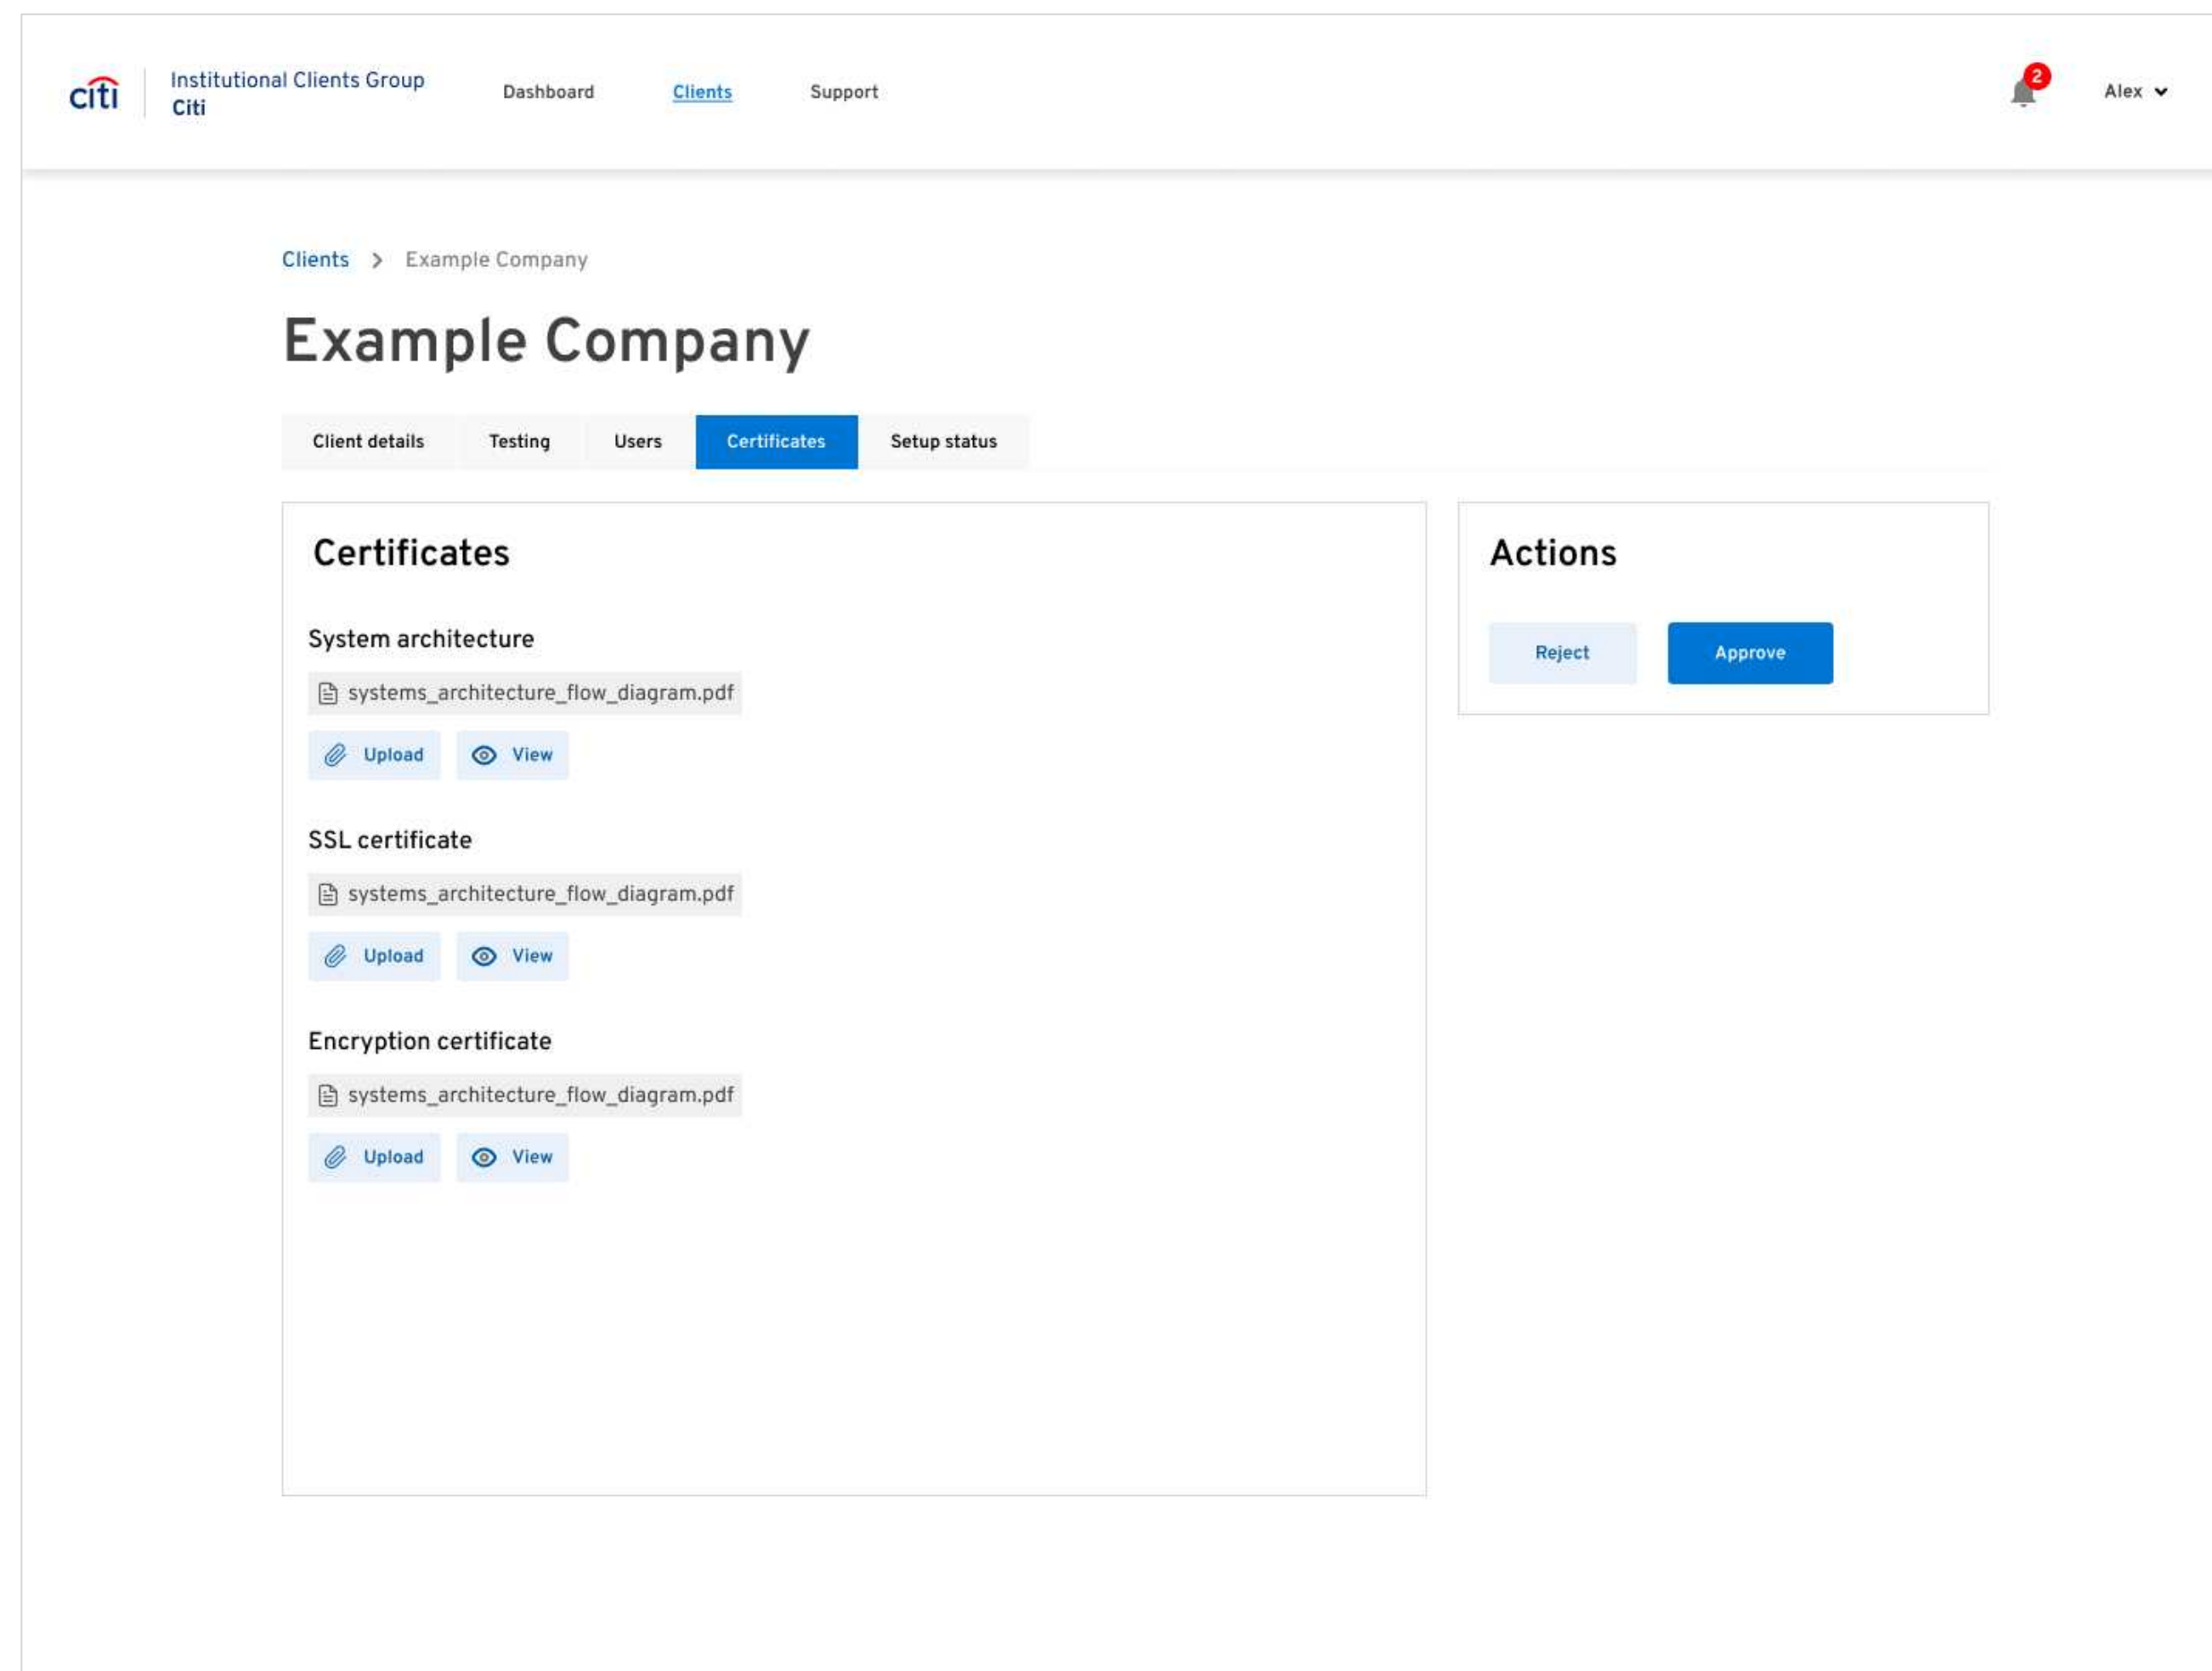 citi
Institutional Clients Group
Citi
Dashboard
Clients
Support
2
Alex
Clients > Example Company
Example Company
Client details
Testing
Users
Certificates
Setup status
Certificates
System architecture
systems_architecture_flow_diagram.pdf
Upload
View
SSL certificate
systems_architecture_flow_diagram.pdf
Upload
View
Encryption certificate
systems_architecture_flow_diagram.pdf
Upload
View
Actions
Reject
Approve